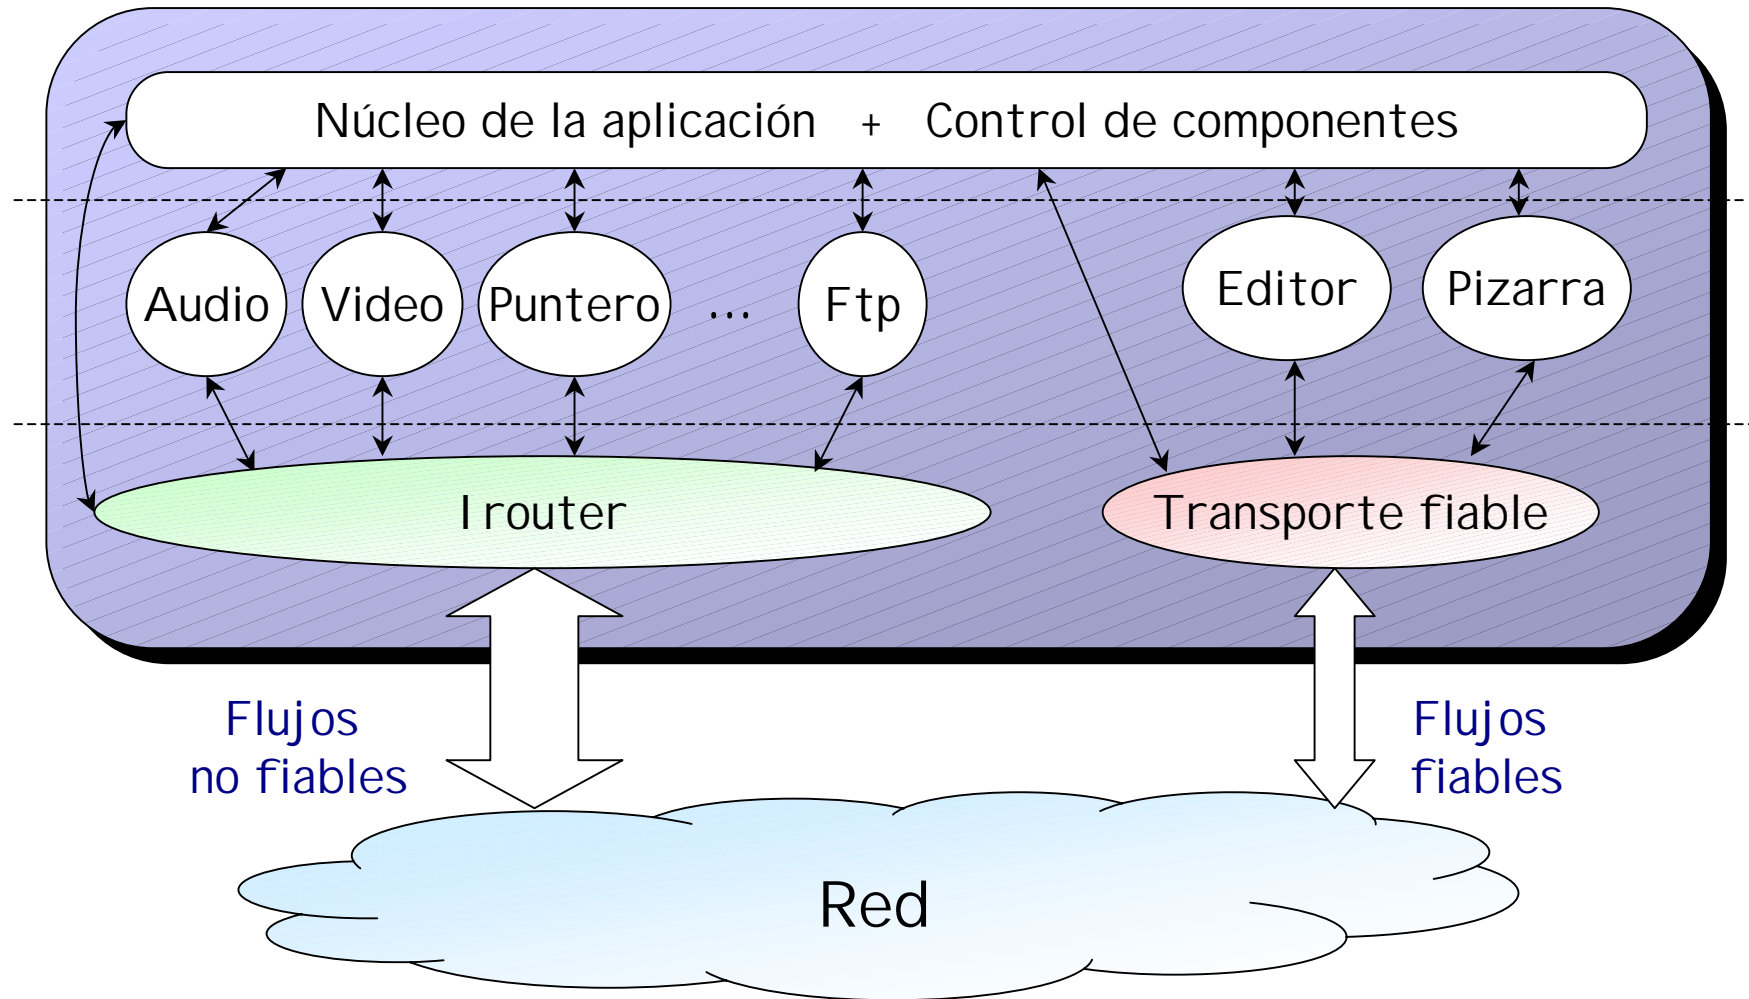 Núcleo de la aplicación + Control de componentes
Audio Video Puntero ... Ftp Editor Pizarra
Irouter Transporte fiable
Flujos
no fiables
Flujos
fiables
Red